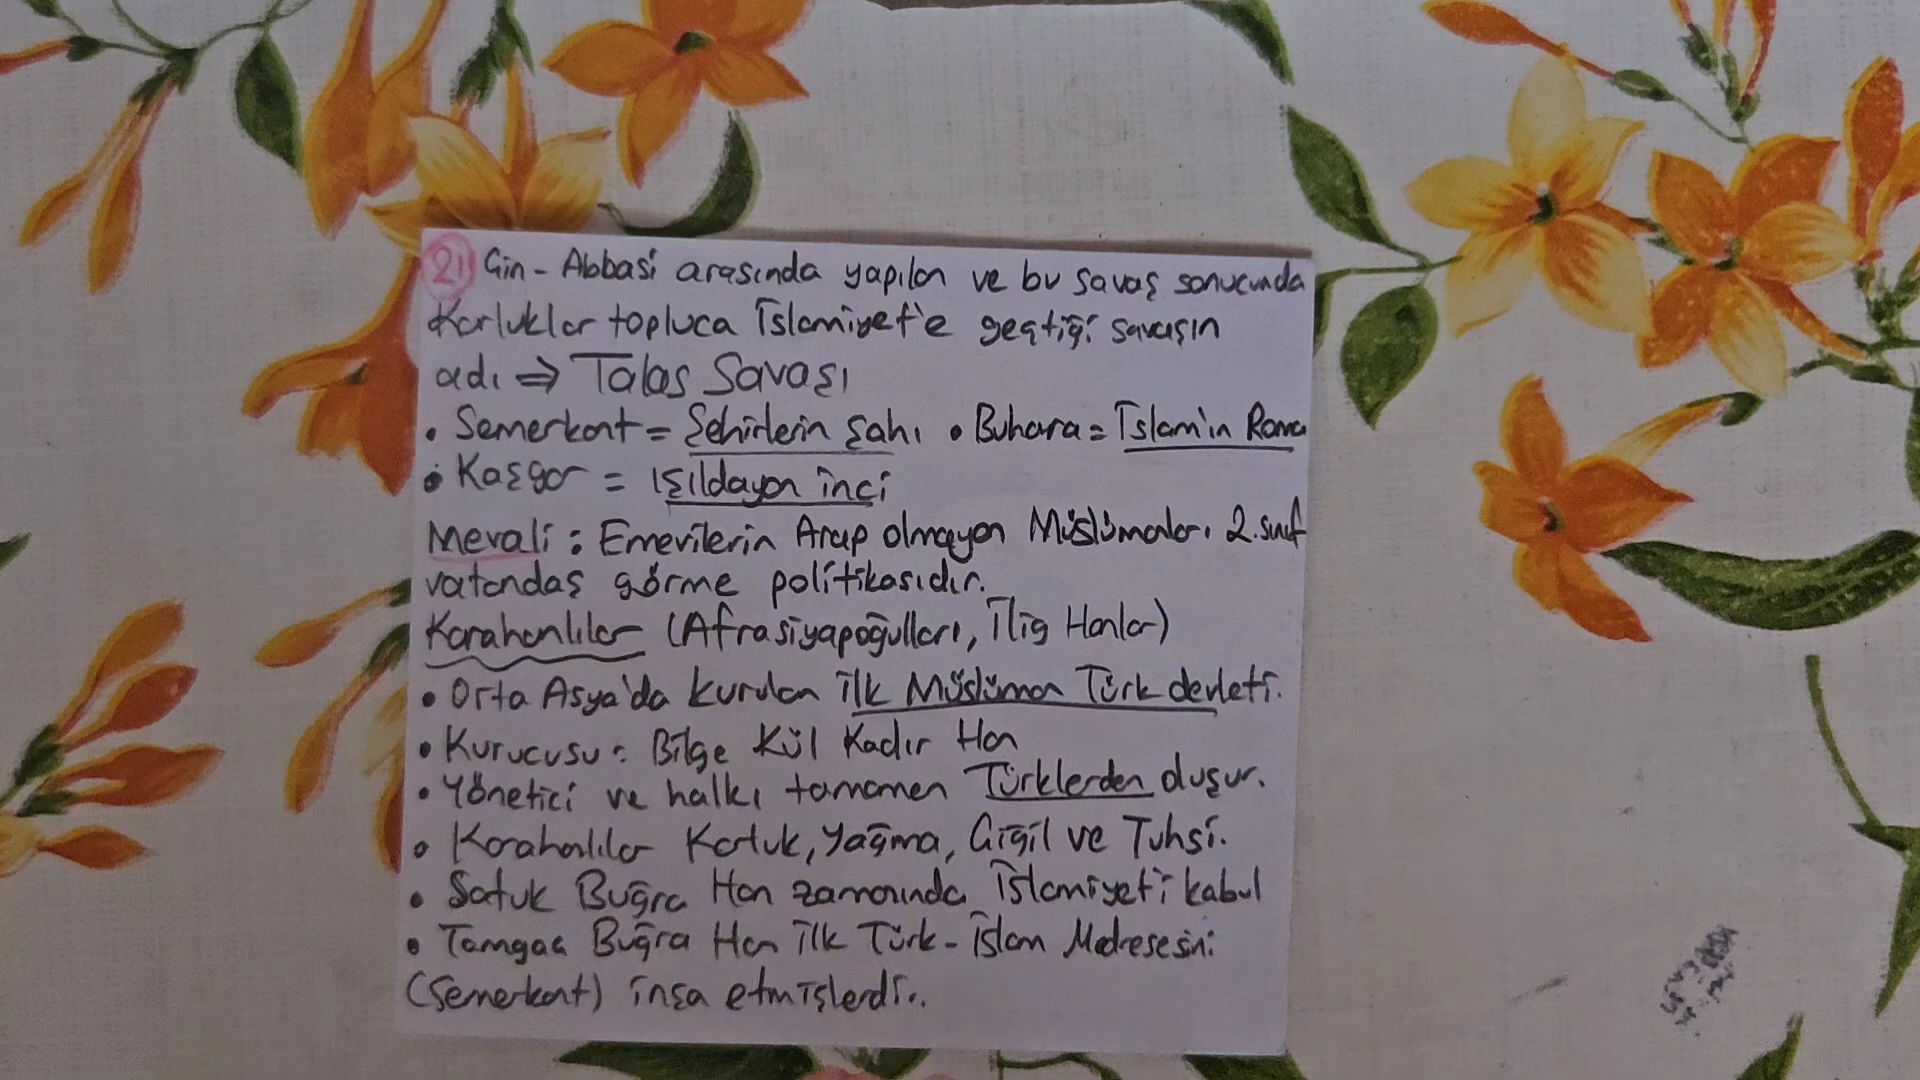 21 Çin - Abbasi arasında yapılan ve bu savaş sonucunda
Karluklar topluca İslamiyet'e geçtiği savaşın
adı ⇒ Talas Savaşı
• Semerkant = Şehirlerin şahı • Buhara = İslam'ın Roma
• Kaşgar = Işıldayan inci
Mevali : Emevilerin Arap olmayan Müslümanları 2. sınıf
vatandaş görme politikasıdır.
Karahanlılar (Afrasiyapoğulları, İlig Hanlar)
• Orta Asya'da kurulan ilk Müslüman Türk devleti.
• Kurucusu : Bilge Kül Kadır Han
• Yönetici ve halkı tamamen Türklerden oluşur.
• Karahanlılar Karluk, Yağma, Çiğil ve Tuhsi.
• Satuk Buğra Han zamanında İslamiyet'i kabul
• Tamgaç Buğra Han ilk Türk - İslam Medresesini
(Semerkant) inşa etmişlerdi..